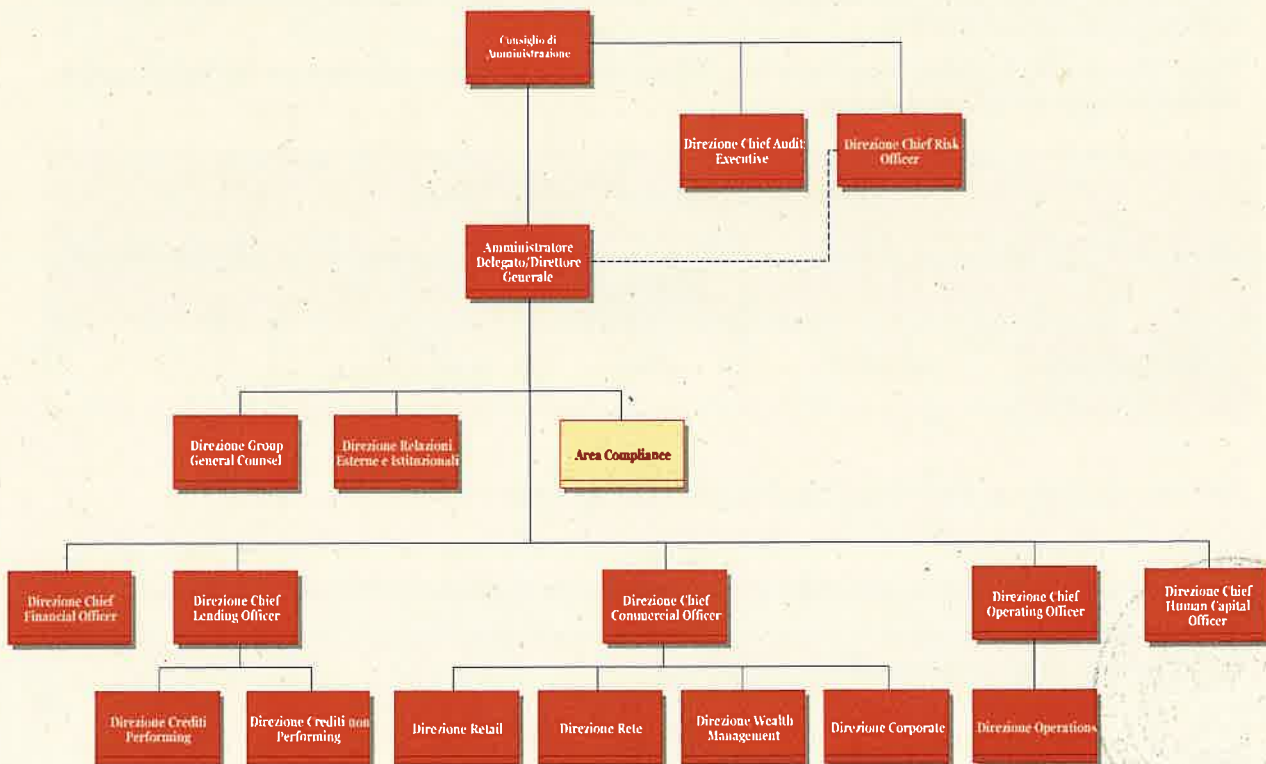 Consiglio di
Amministrazione
Direzione Chief Audit
Executive
Direzione Chief Risk
Officer
Amministratore
Delegato/Direttore
Generale
Direzione Group
General Counsel
Direzione Relazioni
Esterne e Istituzionali
Area Compliance
Direzione Chief
Financial Officer
Direzione Chief
Lending Officer
Direzione Chief
Commercial Officer
Direzione Chief
Operating Officer
Direzione Chief
Human Capital
Officer
Direzione Crediti
Performing
Direzione Crediti non
Performing
Direzione Retail
Direzione Rete
Direzione Wealth
Management
Direzione Corporate
Direzione Operations